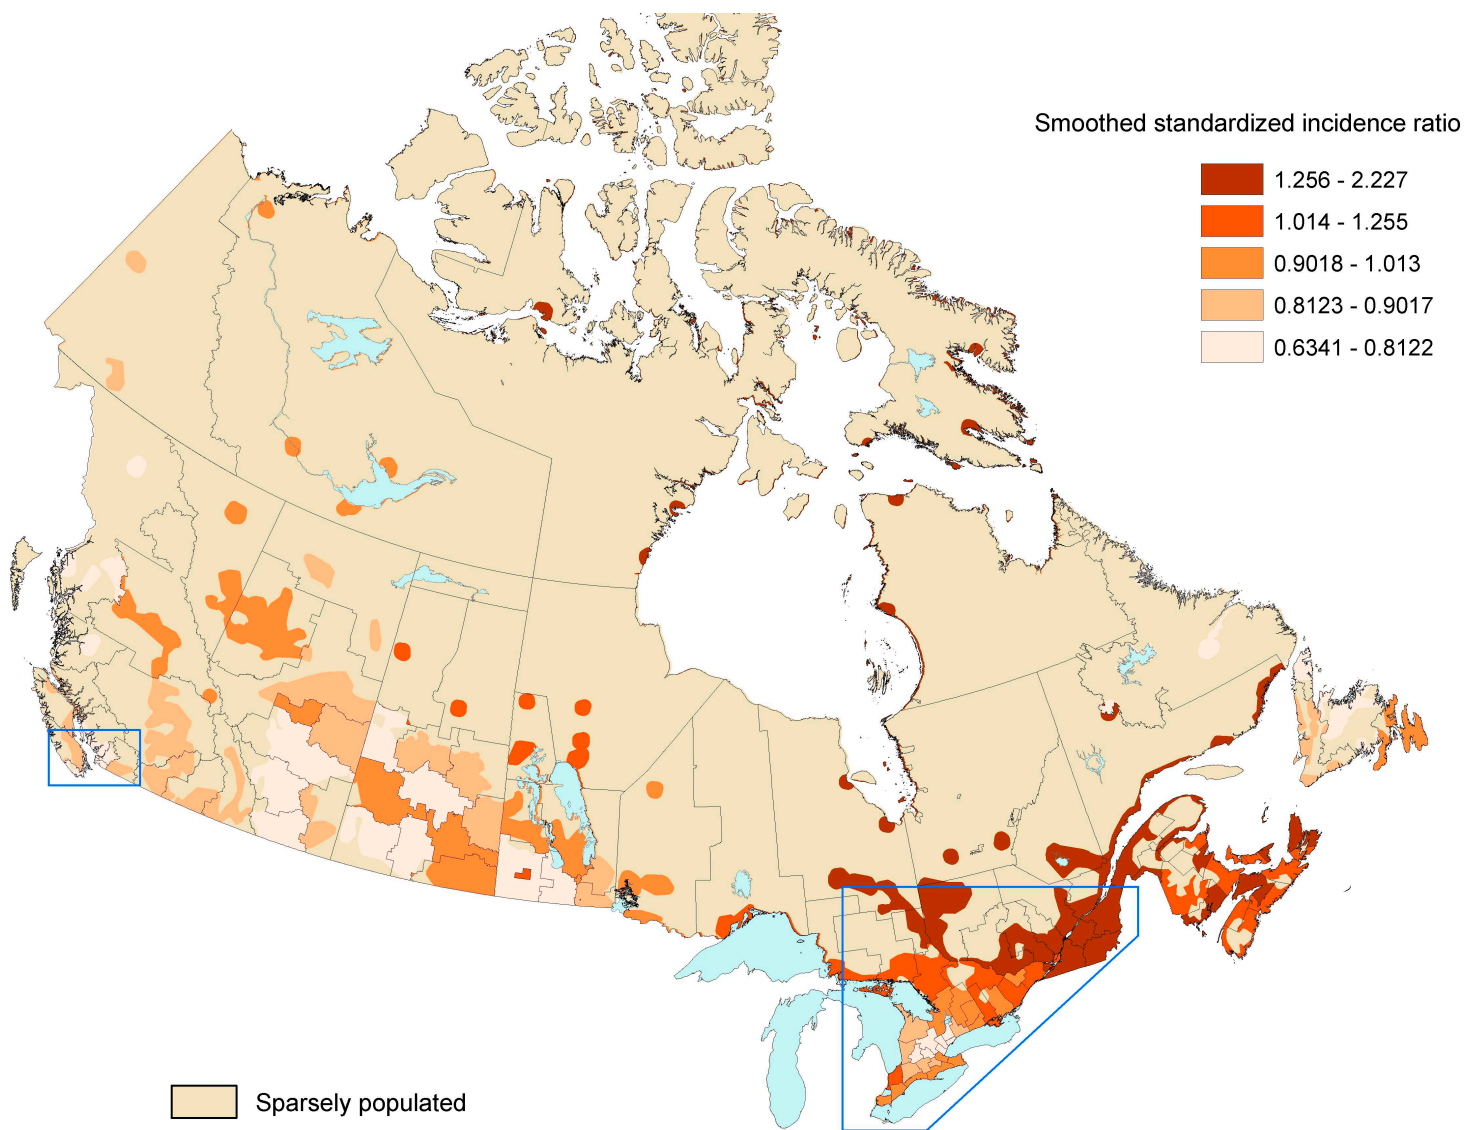 Smoothed standardized incidence ratio
1.256 - 2.227
1.014 - 1.255
0.9018 - 1.013
0.8123 - 0.9017
0.6341 - 0.8122
Sparsely populated